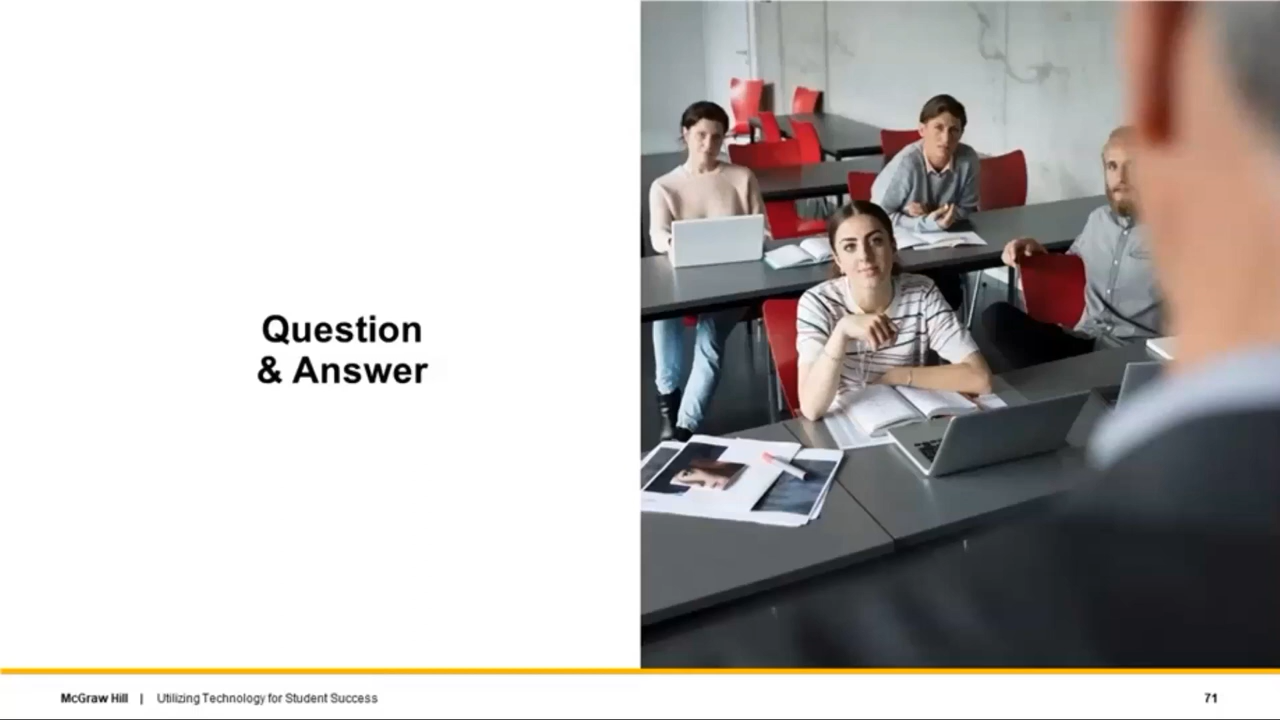 Question
& Answer
McGraw Hill | Utilizing Technology for Student Success 71